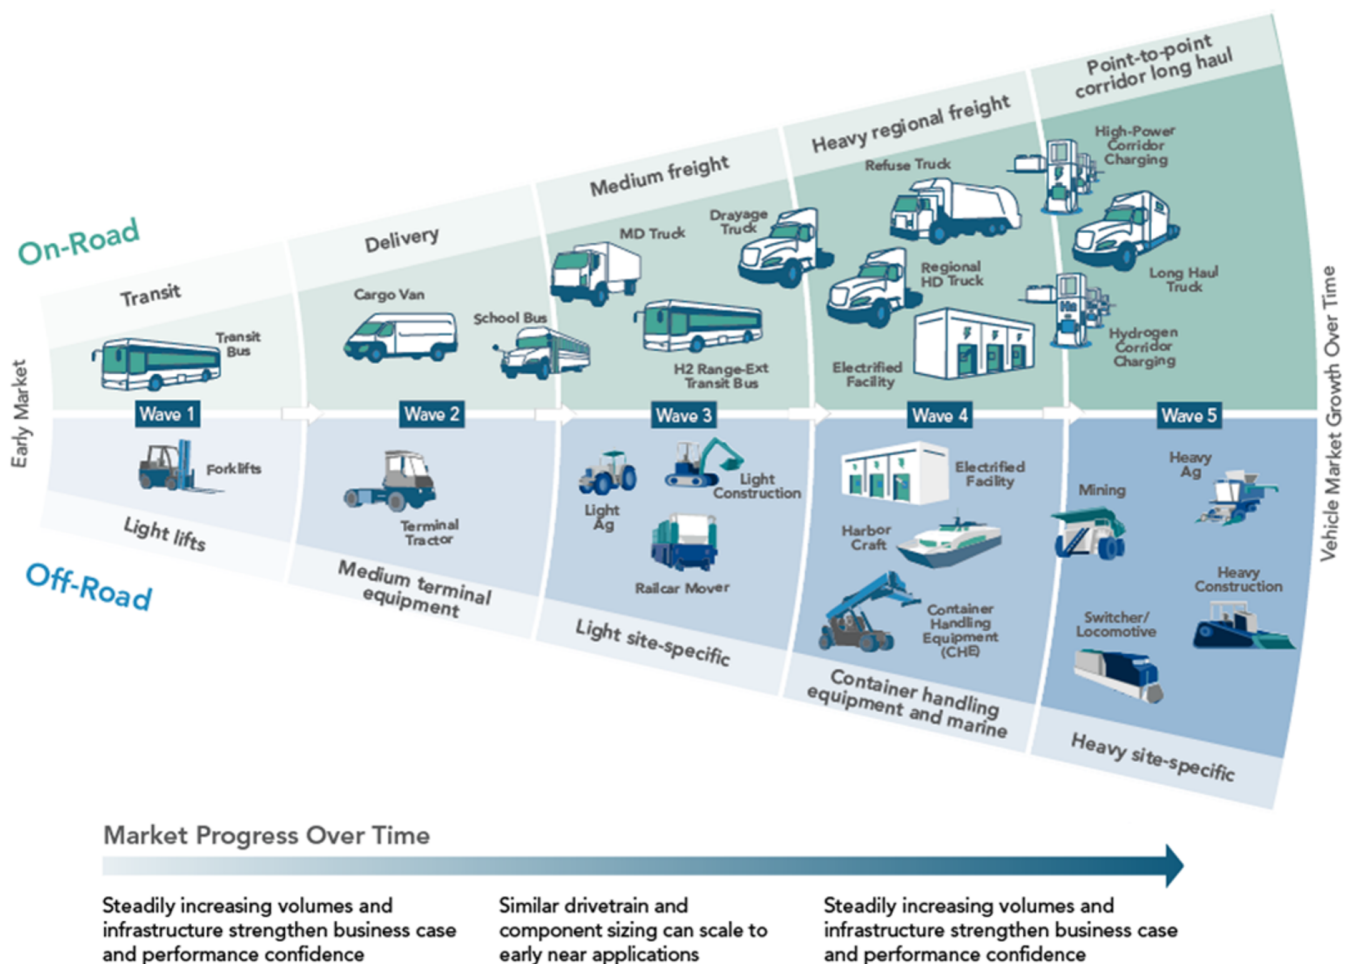 Point-to-point
corridor long haul
Heavy regional freight
Medium freight
Delivery
Transit
On-Road
High-Power
Corridor
Charging
Refuse Truck
Drayage
Truck
MD Truck
Regional
HD Truck
Long Haul
Truck
Cargo Van
School Bus
Transit
Bus
H2 Range-Ext
Transit Bus
Electrified
Facility
Hydrogen
Corridor
Charging
Early Market
Vehicle Market Growth Over Time
Wave 1
Wave 2
Wave 3
Wave 4
Wave 5
Forklifts
Terminal
Tractor
Light
Ag
Light
Construction
Railcar Mover
Electrified
Facility
Harbor
Craft
Container
Handling
Equipment
(CHE)
Mining
Heavy
Ag
Heavy
Construction
Switcher/
Locomotive
Off-Road
Light lifts
Medium terminal
equipment
Light site-specific
Container handling
equipment and marine
Heavy site-specific
Market Progress Over Time
Steadily increasing volumes and
infrastructure strengthen business case
and performance confidence
Similar drivetrain and
component sizing can scale to
early near applications
Steadily increasing volumes and
infrastructure strengthen business case
and performance confidence